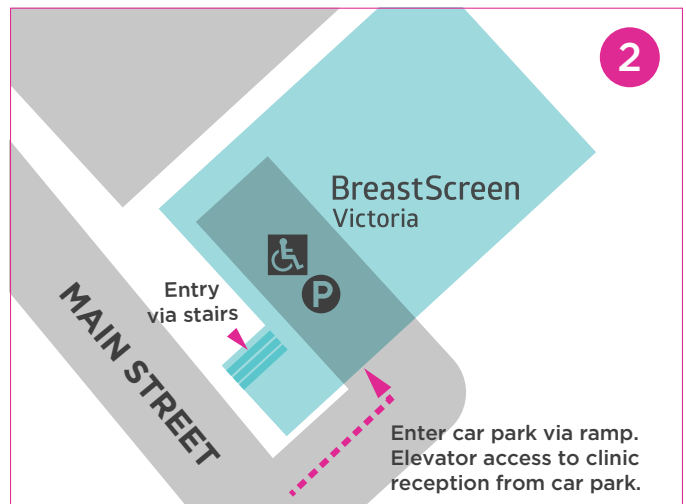 2
BreastScreen
Victoria
P
Entry
via stairs
MAIN STREET
Enter car park via ramp.
Elevator access to clinic
reception from car park.